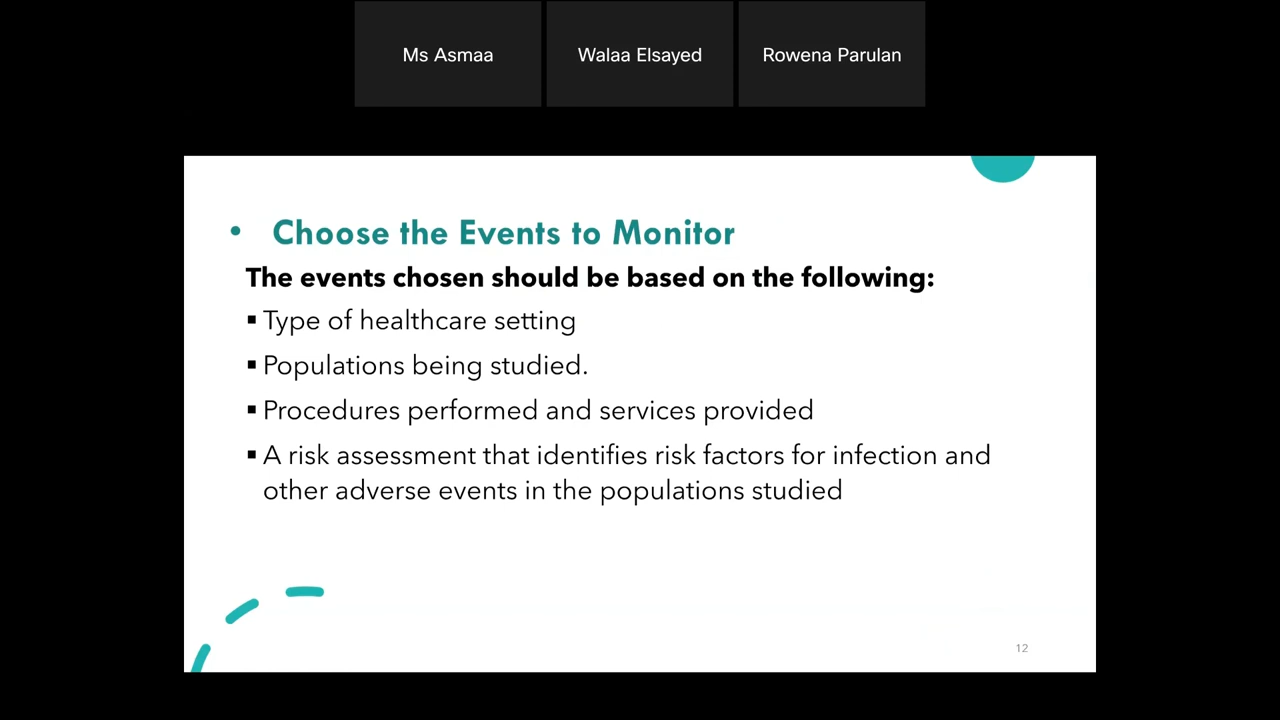 Ms Asmaa
Walaa Elsayed
Rowena Parulan
• Choose the Events to Monitor
The events chosen should be based on the following:
▪ Type of healthcare setting
▪ Populations being studied.
▪ Procedures performed and services provided
▪ A risk assessment that identifies risk factors for infection and
other adverse events in the populations studied
12